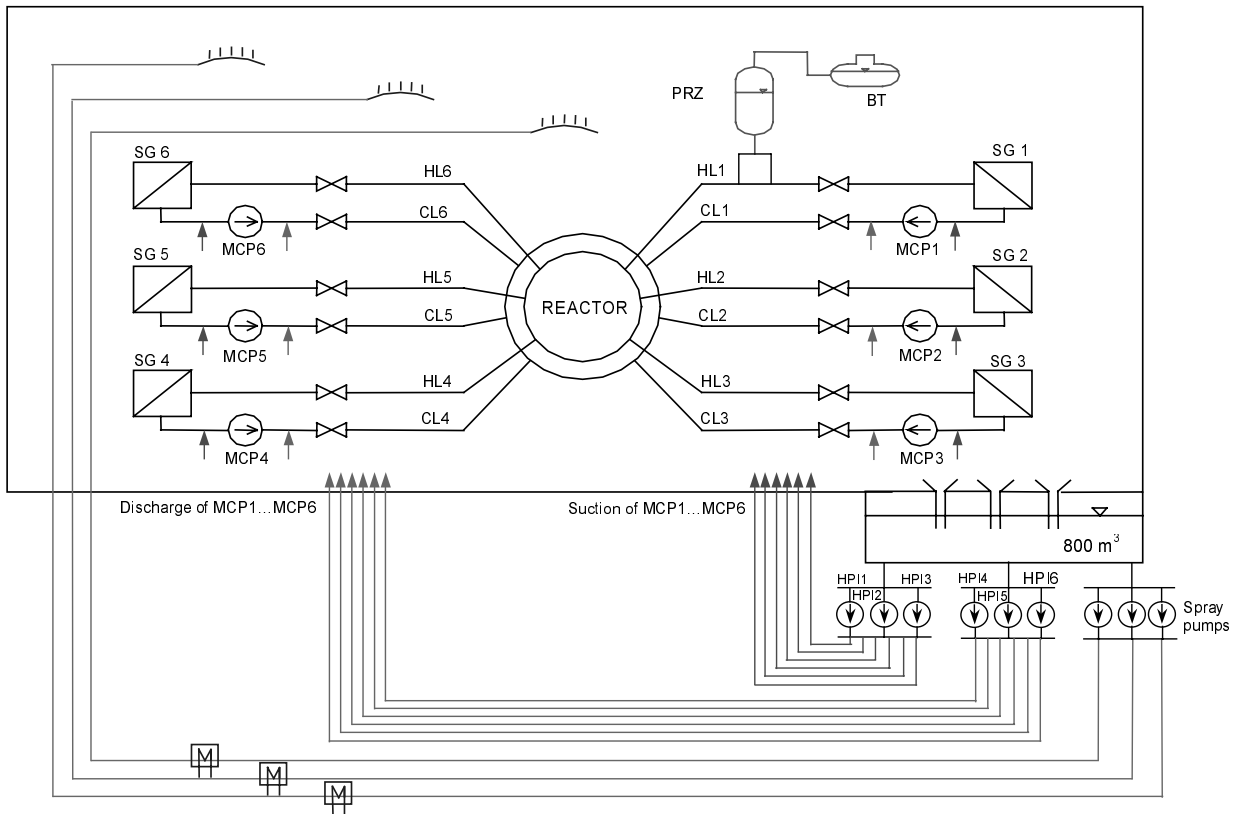 PRZ
BT
SG 6
HL6
HL1
SG 1
CL6
CL1
MCP6
MCP1
SG 5
HL5
HL2
SG 2
REACTOR
CL5
CL2
MCP5
MCP2
SG 4
HL4
HL3
SG 3
CL4
CL3
MCP4
MCP3
Discharge of MCP1...MCP6
Suction of MCP1...MCP6
800 m³
HPI1
HPI3
HPI4
HPI6
HPI2
HPI5
Spray
pumps
M
M
M